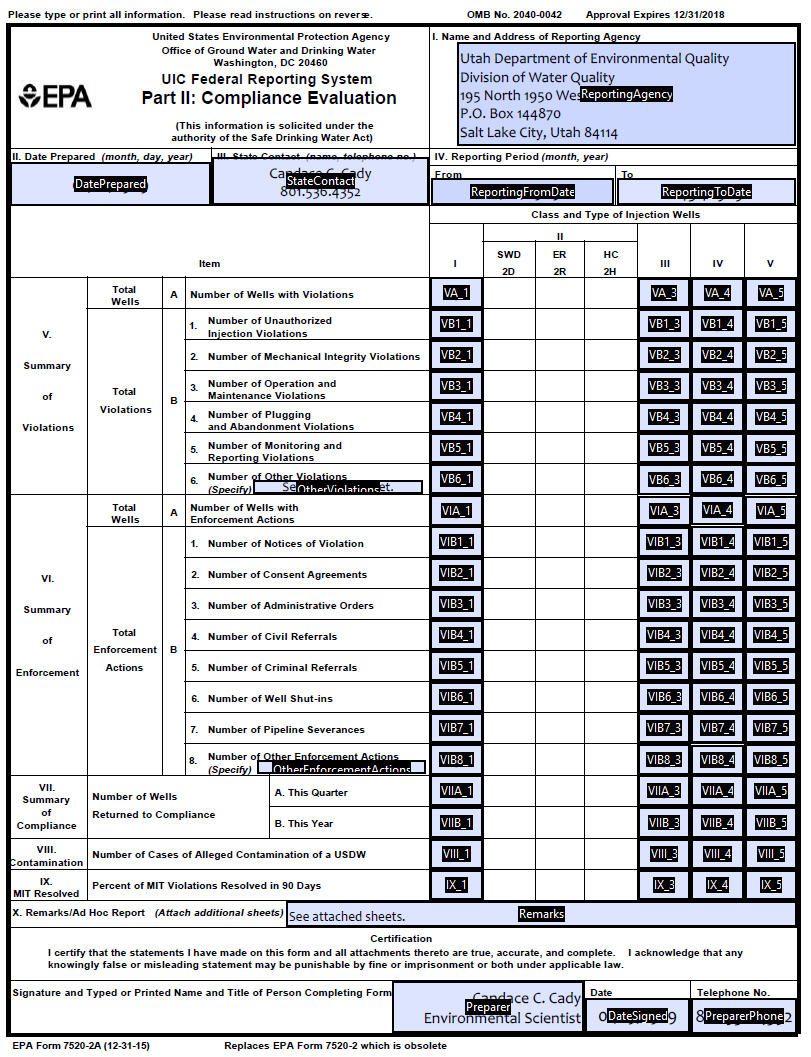 Please type or print all information. Please read instructions on reverse.
OMB No. 2040-0042 Approval Expires 12/31/2018
United States Environmental Protection Agency
Office of Ground Water and Drinking Water
Washington, DC 20460
UIC Federal Reporting System
Part II: Compliance Evaluation
(This information is solicited under the
authority of the Safe Drinking Water Act)
EPA
I. Name and Address of Reporting Agency
Utah Department of Environmental Quality
Division of Water Quality
195 North 1950 Wes ReportingAgency
P.O. Box 144870
Salt Lake City, Utah 84114
II. Date Prepared (month, day, year)
DatePrepared
III. State Contact (name, telephone no.)
Candace C. Cady
StateContact
801.536.4352
IV. Reporting Period (month, year)
From
ReportingFromDate
To
ReportingToDate
Class and Type of Injection Wells
II
Item I SWD ER HC III IV V
2D 2R 2H
V.
Summary
of
Violations
Total
Wells
A Number of Wells with Violations VA_1 VA_3 VA_4 VA_5
Total
Violations
B
1. Number of Unauthorized
Injection Violations VB1_1 VB1_3 VB1_4 VB1_5
2. Number of Mechanical Integrity Violations VB2_1 VB2_3 VB2_4 VB2_5
3. Number of Operation and
Maintenance Violations VB3_1 VB3_3 VB3_4 VB3_5
4. Number of Plugging
and Abandonment Violations VB4_1 VB4_3 VB4_4 VB4_5
5. Number of Monitoring and
Reporting Violations VB5_1 VB5_3 VB5_4 VB5_5
6. Number of Other Violations
(Specify) OtherViolations VB6_1 VB6_3 VB6_4 VB6_5
VI.
Summary
of
Enforcement
Total
Wells
A Number of Wells with
Enforcement Actions VIA_1 VIA_3 VIA_4 VIA_5
Total
Enforcement
Actions
B
1. Number of Notices of Violation VIB1_1 VIB1_3 VIB1_4 VIB1_5
2. Number of Consent Agreements VIB2_1 VIB2_3 VIB2_4 VIB2_5
3. Number of Administrative Orders VIB3_1 VIB3_3 VIB3_4 VIB3_5
4. Number of Civil Referrals VIB4_1 VIB4_3 VIB4_4 VIB4_5
5. Number of Criminal Referrals VIB5_1 VIB5_3 VIB5_4 VIB5_5
6. Number of Well Shut-ins VIB6_1 VIB6_3 VIB6_4 VIB6_5
7. Number of Pipeline Severances VIB7_1 VIB7_3 VIB7_4 VIB7_5
8. Number of Other Enforcement Actions
(Specify) OtherEnforcementActions VIB8_1 VIB8_3 VIB8_4 VIB8_5
VII.
Summary
of
Compliance
Number of Wells
Returned to Compliance
A. This Quarter VIIA_1 VIIA_3 VIIA_4 VIIA_5
B. This Year VIIB_1 VIIB_3 VIIB_4 VIIB_5
VIII.
Contamination
Number of Cases of Alleged Contamination of a USDW VIII_1 VIII_3 VIII_4 VIII_5
IX.
MIT Resolved
Percent of MIT Violations Resolved in 90 Days IX_1 IX_3 IX_4 IX_5
X. Remarks/Ad Hoc Report (Attach additional sheets) See attached sheets. Remarks
Certification
I certify that the statements I have made on this form and all attachments thereto are true, accurate, and complete. I acknowledge that any
knowingly false or misleading statement may be punishable by fine or imprisonment or both under applicable law.
Signature and Typed or Printed Name and Title of Person Completing Form
Candace C. Cady
Preparer
Environmental Scientist
Date
DateSigned
Telephone No.
PreparerPhone
EPA Form 7520-2A (12-31-15) Replaces EPA Form 7520-2 which is obsolete